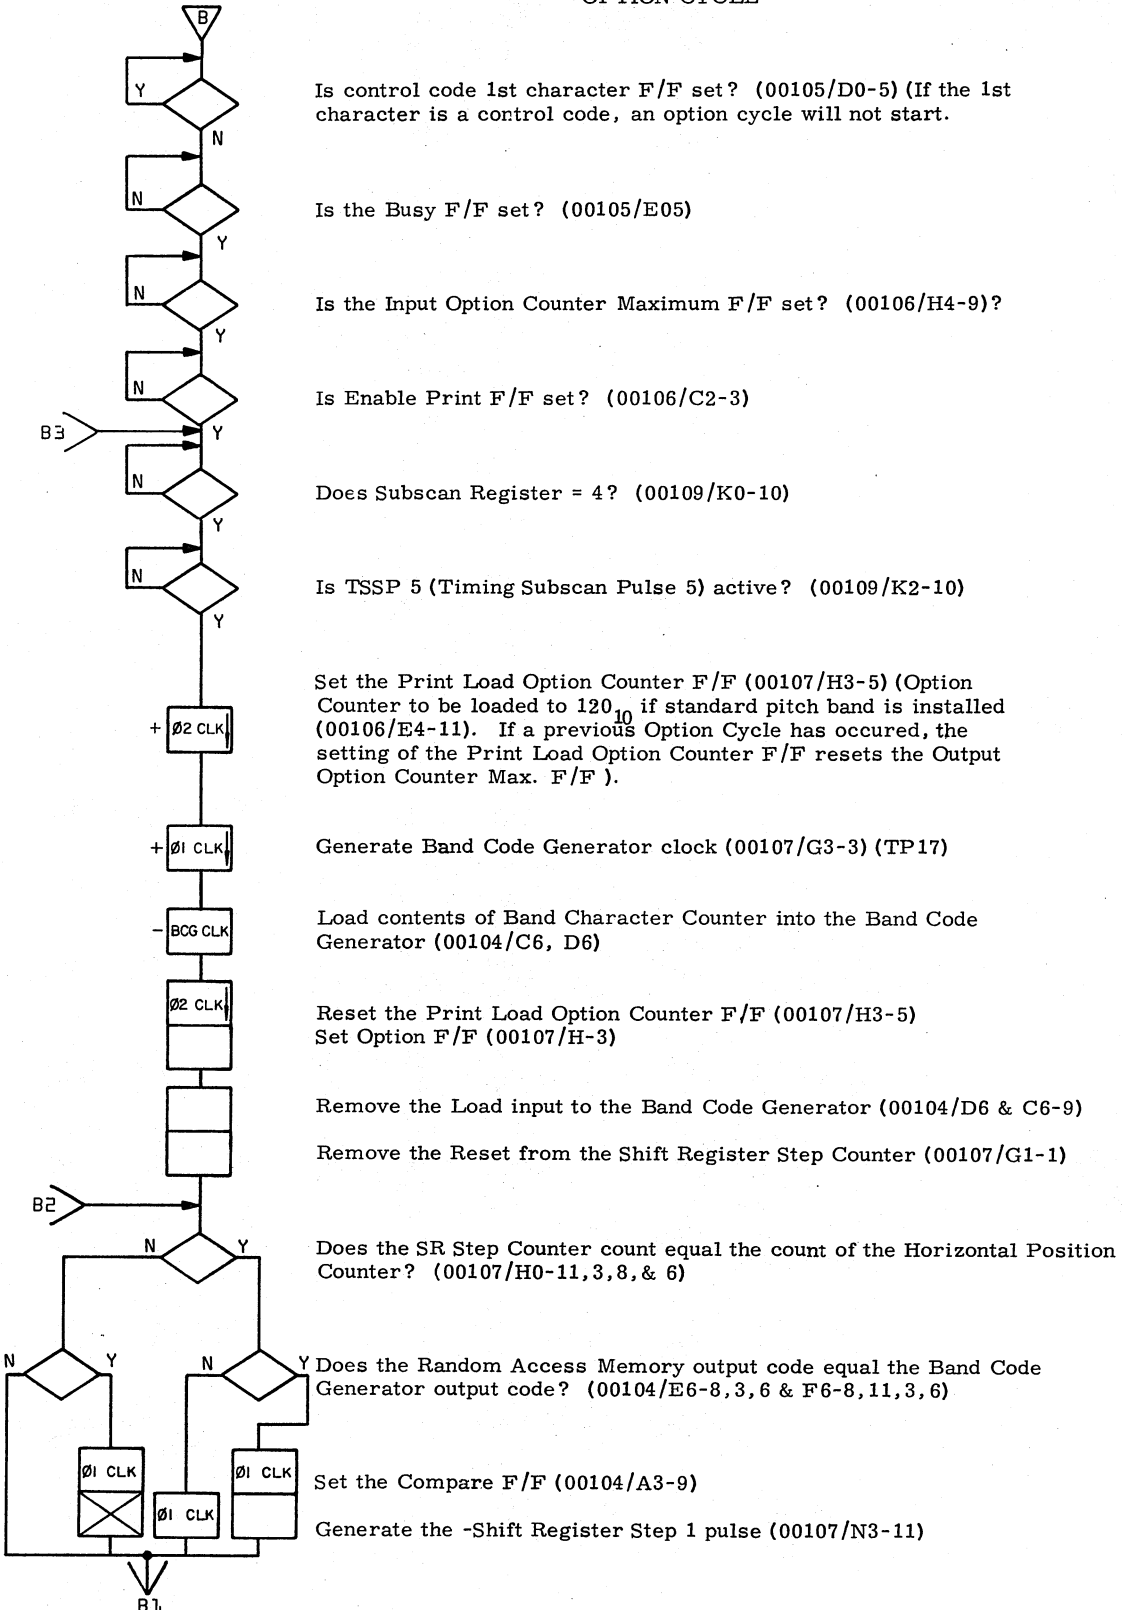 OPTION CYCLE
B
Y
Is control code 1st character F/F set? (00105/D0-5) (If the 1st
character is a control code, an option cycle will not start.
N
N
Is the Busy F/F set? (00105/E05)
Y
N
Is the Input Option Counter Maximum F/F set? (00106/H4-9)?
Y
N
Is Enable Print F/F set? (00106/C2-3)
B3
Y
N
Does Subscan Register = 4? (00109/K0-10)
Y
N
Is TSSP 5 (Timing Subscan Pulse 5) active? (00109/K2-10)
Y
Set the Print Load Option Counter F/F (00107/H3-5) (Option
Counter to be loaded to 120₁₀ if standard pitch band is installed
+ Ø2 CLK↓
(00106/E4-11). If a previous Option Cycle has occured, the
setting of the Print Load Option Counter F/F resets the Output
Option Counter Max. F/F ).
+ Ø1 CLK↓
Generate Band Code Generator clock (00107/G3-3) (TP17)
- BCG CLK
Load contents of Band Character Counter into the Band Code
Generator (00104/C6, D6)
Ø2 CLK↓
Reset the Print Load Option Counter F/F (00107/H3-5)
Set Option F/F (00107/H-3)
Remove the Load input to the Band Code Generator (00104/D6 & C6-9)
Remove the Reset from the Shift Register Step Counter (00107/G1-1)
B2
N Y
Does the SR Step Counter count equal the count of the Horizontal Position
Counter? (00107/H0-11,3,8,& 6)
N Y N Y
Does the Random Access Memory output code equal the Band Code
Generator output code? (00104/E6-8,3,6 & F6-8,11,3,6)
Ø1 CLK
Ø1 CLK
Set the Compare F/F (00104/A3-9)
Ø1 CLK
Generate the -Shift Register Step 1 pulse (00107/N3-11)
B1